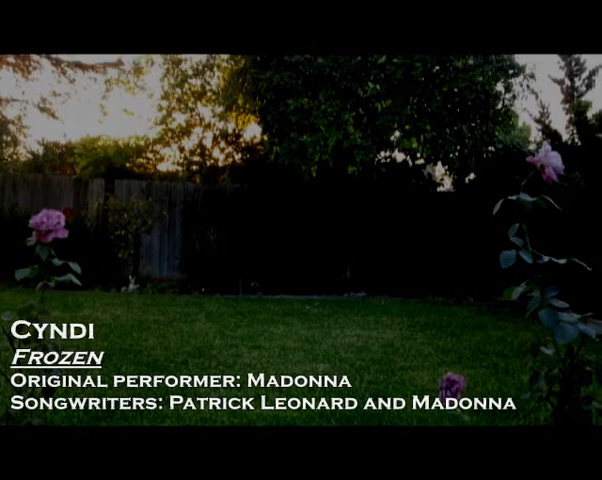 Cyndi
Frozen
Original performer: Madonna
Songwriters: Patrick Leonard and Madonna